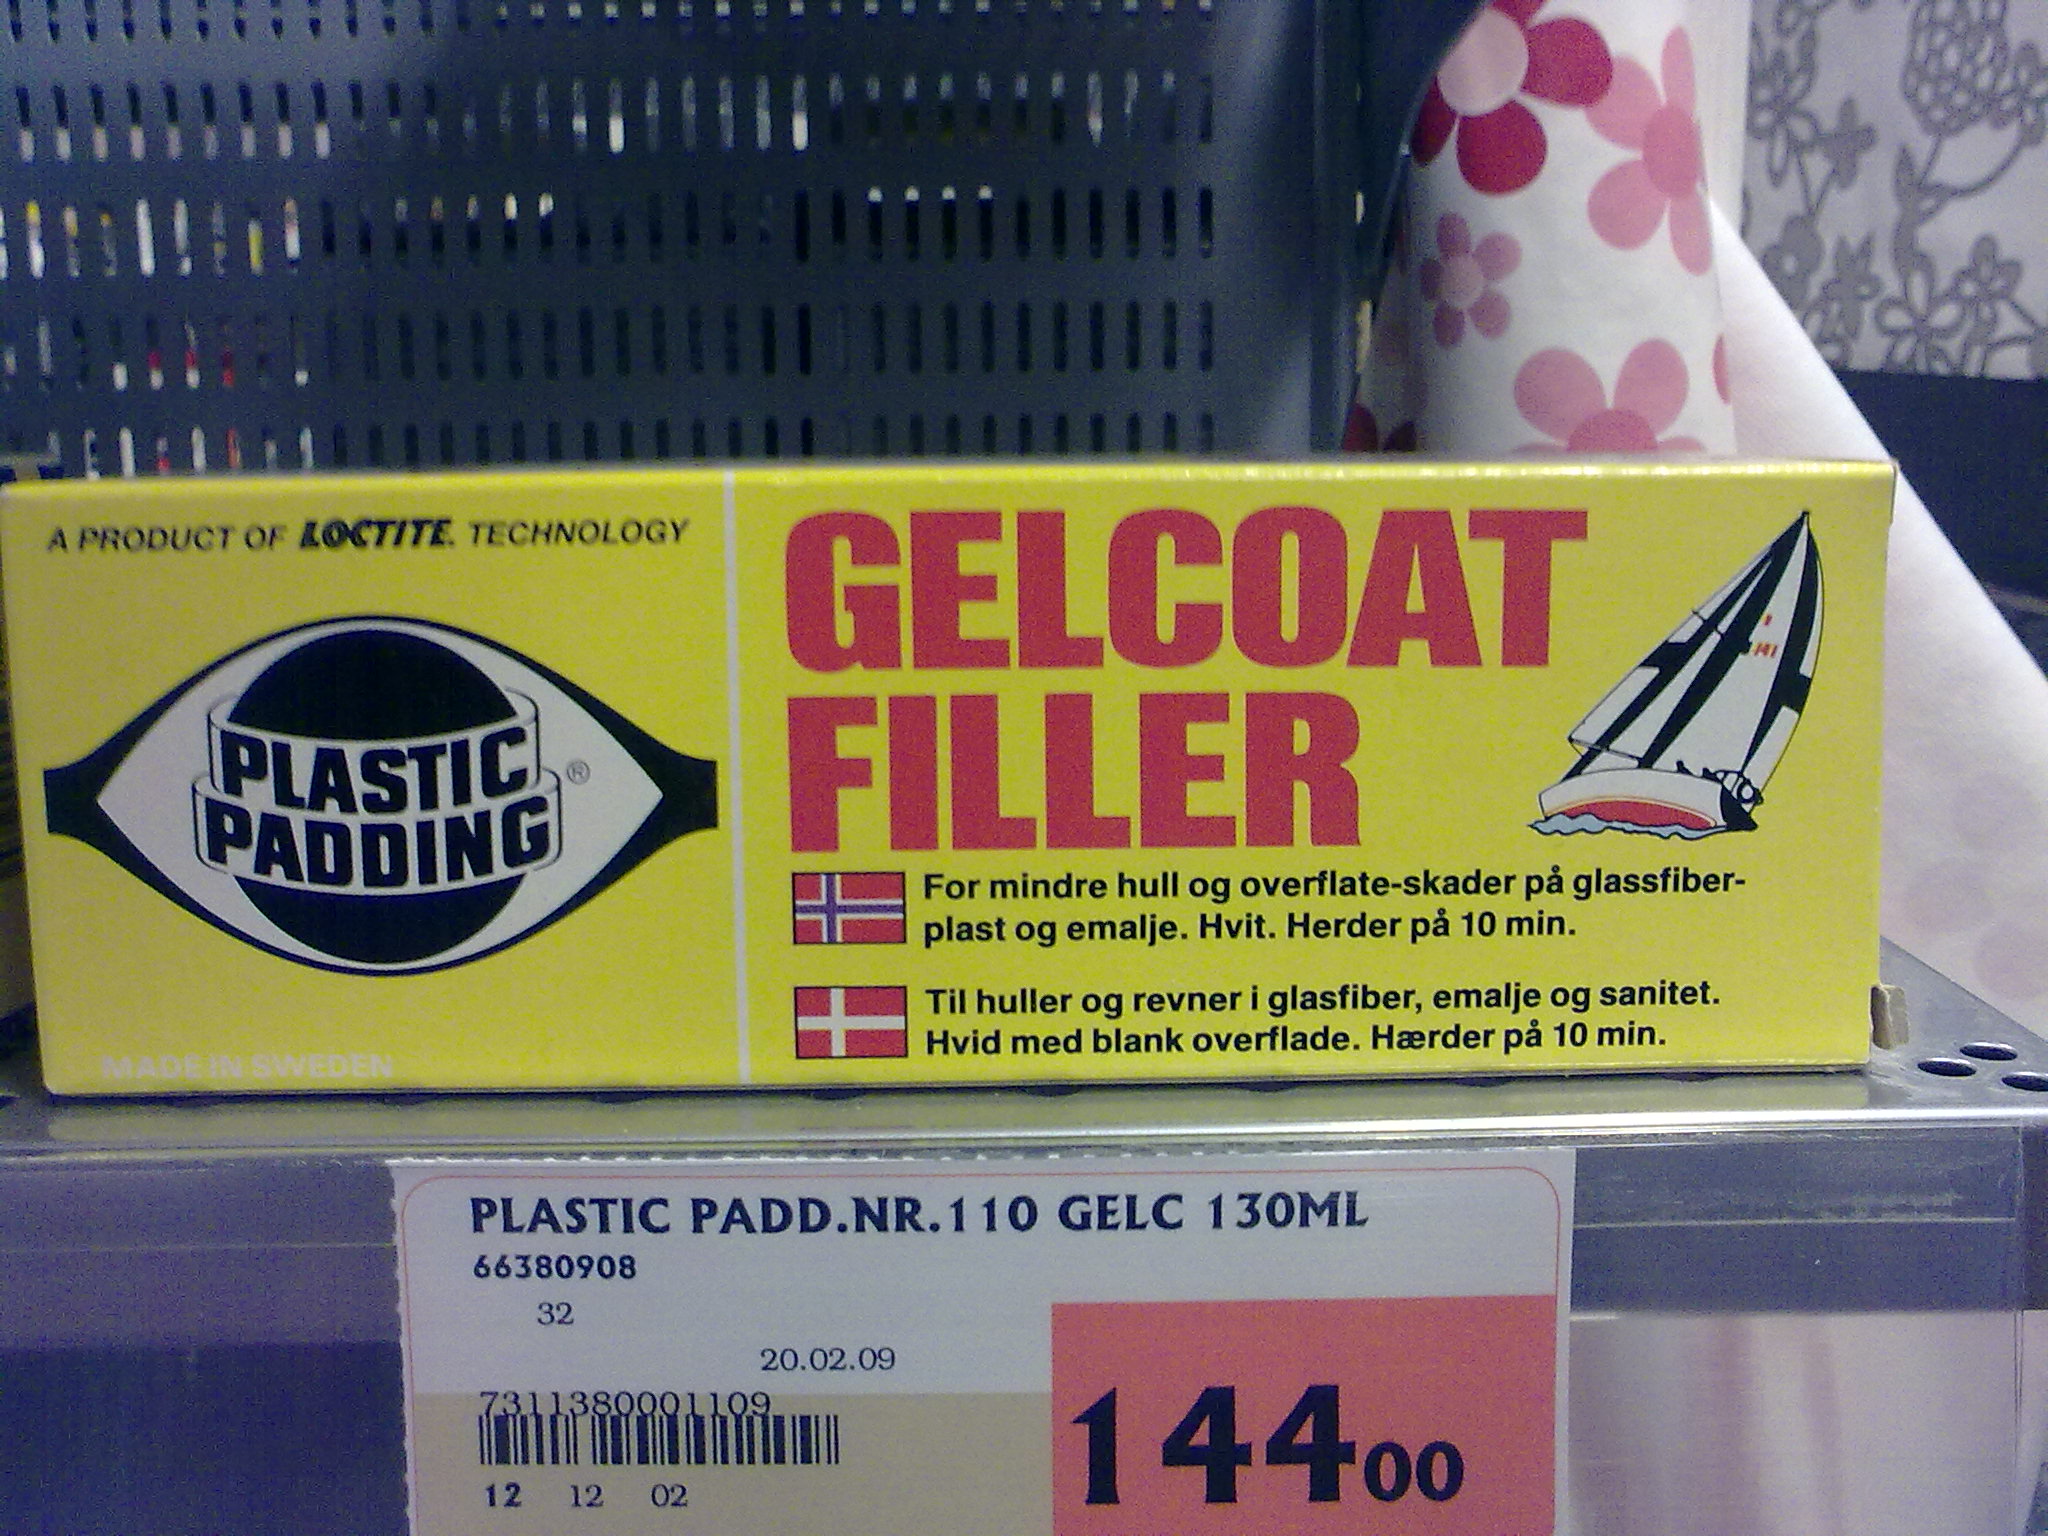 A PRODUCT OF LOCTITE. TECHNOLOGY
PLASTIC
PADDING®
MADE IN SWEDEN
GELCOAT
FILLER
For mindre hull og overflate-skader på glassfiber-
plast og emalje. Hvit. Herder på 10 min.
Til huller og revner i glasfiber, emalje og sanitet.
Hvid med blank overflade. Hærder på 10 min.
PLASTIC PADD.NR.110 GELC 130ML
66380908
32
20.02.09
7311380001109
12 12 02
144 00